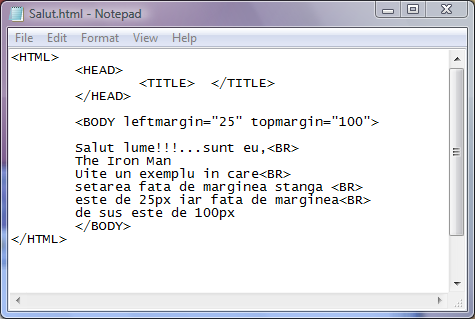 Salut.html - Notepad
File Edit Format View Help
<HTML>
<HEAD>
<TITLE> </TITLE>
</HEAD>
<BODY leftmargin="25" topmargin="100">
Salut lume!!!...sunt eu,<BR>
The Iron Man
Uite un exemplu in care<BR>
setarea fata de marginea stanga <BR>
este de 25px iar fata de marginea<BR>
de sus este de 100px
</BODY>
</HTML>